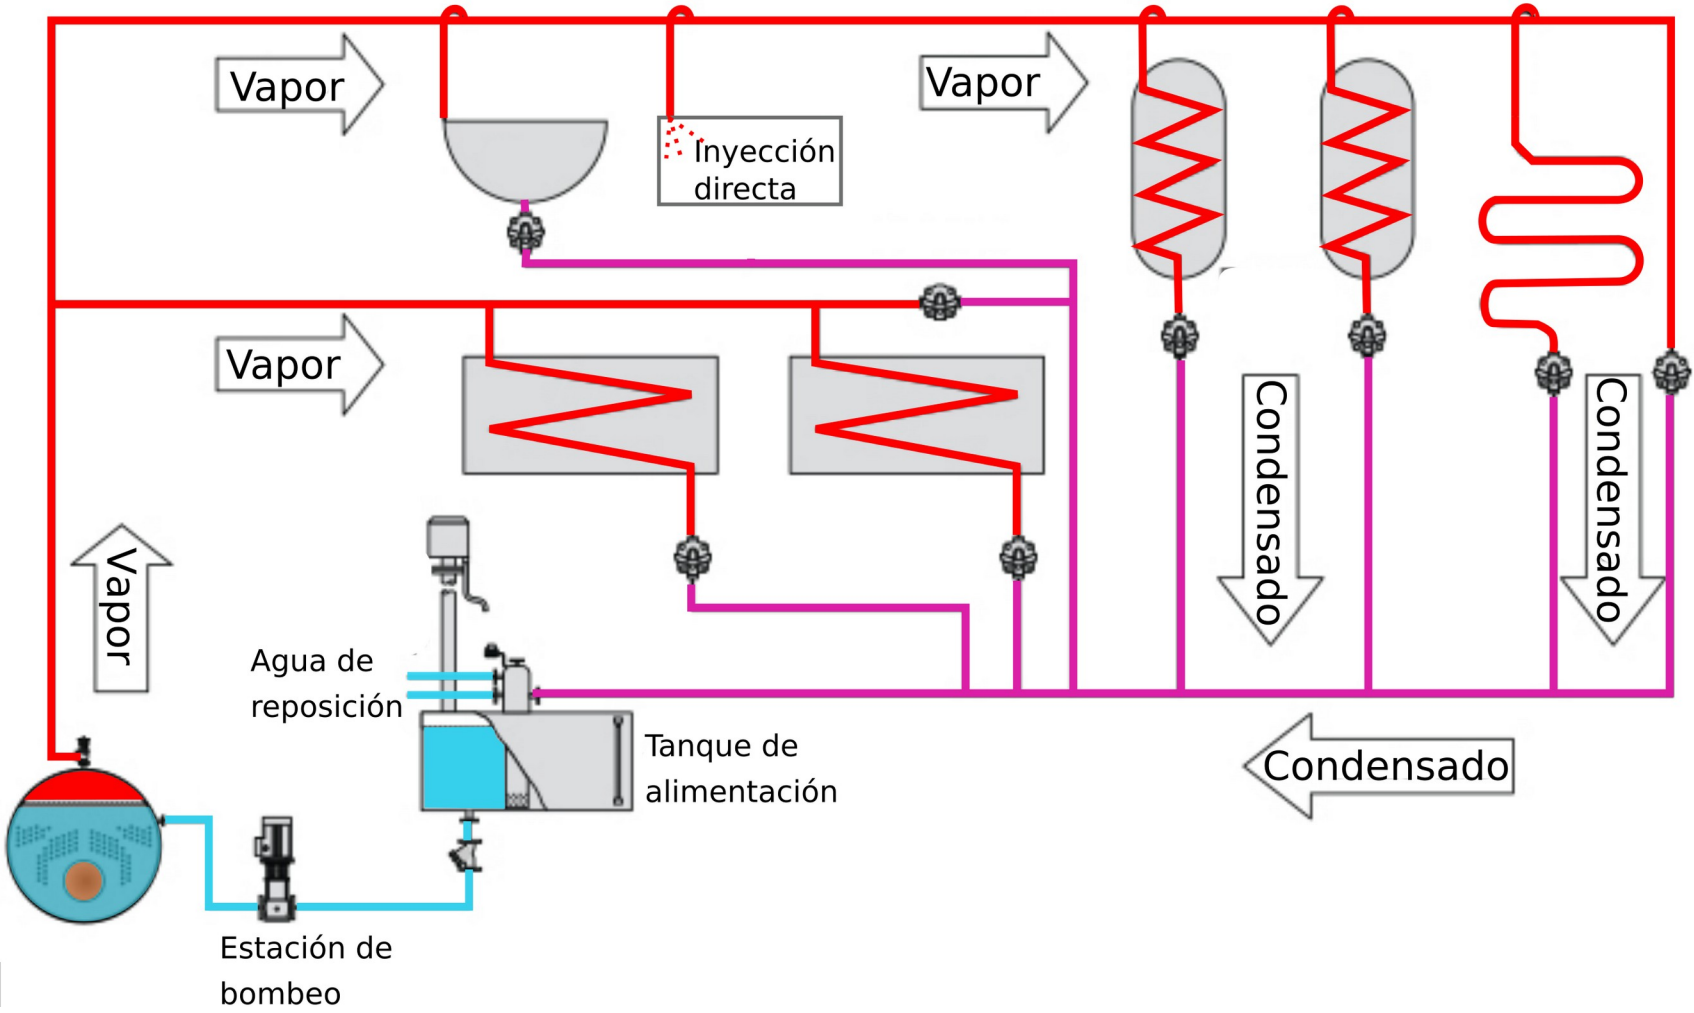 Vapor
Inyección
directa
Vapor
Vapor
Condensado
Condensado
Vapor
Agua de
reposición
Tanque de
alimentación
Condensado
Estación de
bombeo